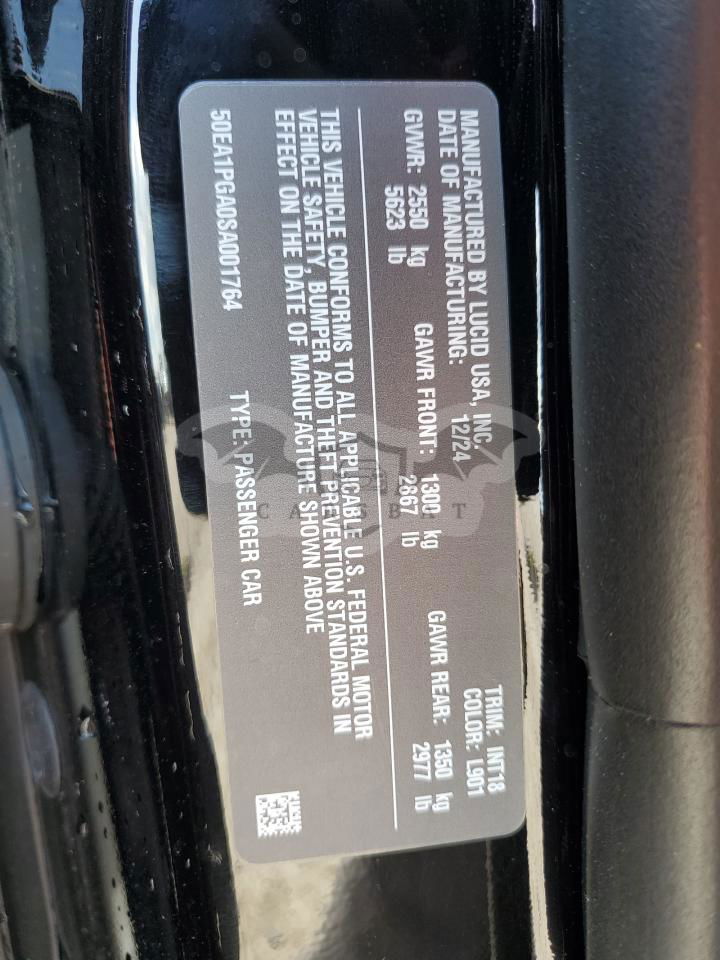 MANUFACTURED BY LUCID USA, INC. TRIM: INT18
DATE OF MANUFACTURING: 12/24 COLOR: L901
GVWR: 2550 kg GAWR FRONT: 1300 kg GAWR REAR: 1350 kg
5623 lb 2867 lb 2977 lb
THIS VEHICLE CONFORMS TO ALL APPLICABLE U.S. FEDERAL MOTOR
VEHICLE SAFETY, BUMPER AND THEFT PREVENTION STANDARDS IN
EFFECT ON THE DATE OF MANUFACTURE SHOWN ABOVE
50EA1PGA0SA001764 TYPE: PASSENGER CAR